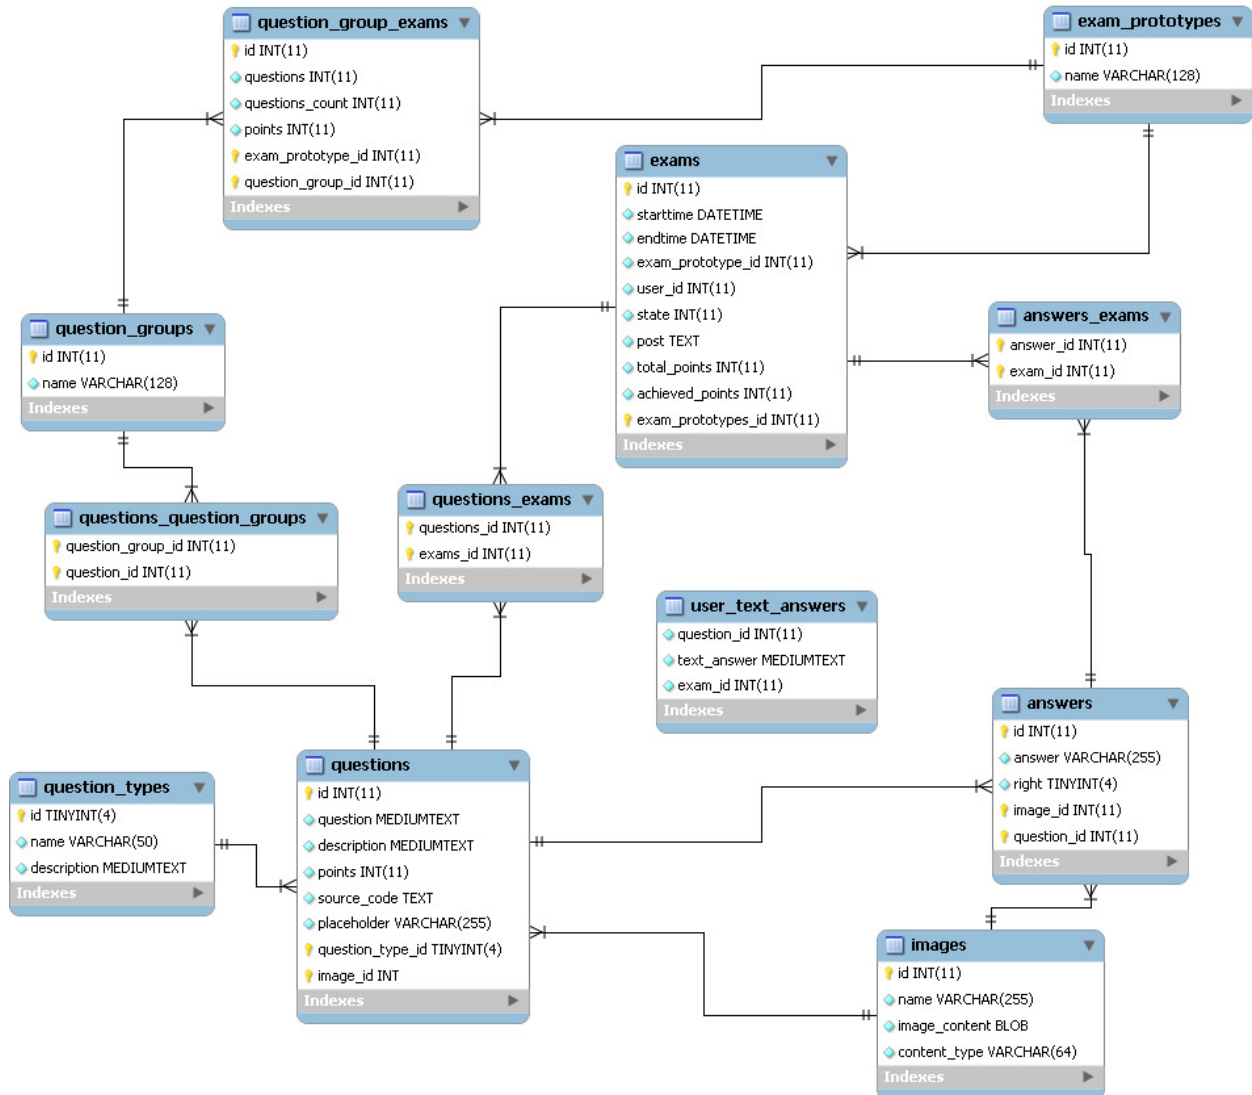 question_group_exams
id INT(11)
questions INT(11)
questions_count INT(11)
points INT(11)
exam_prototype_id INT(11)
question_group_id INT(11)
Indexes
exam_prototypes
id INT(11)
name VARCHAR(128)
Indexes
exams
id INT(11)
starttime DATETIME
endtime DATETIME
exam_prototype_id INT(11)
user_id INT(11)
state INT(11)
post TEXT
total_points INT(11)
achieved_points INT(11)
exam_prototypes_id INT(11)
Indexes
question_groups
id INT(11)
name VARCHAR(128)
Indexes
answers_exams
answer_id INT(11)
exam_id INT(11)
Indexes
questions_question_groups
question_group_id INT(11)
question_id INT(11)
Indexes
questions_exams
questions_id INT(11)
exams_id INT(11)
Indexes
user_text_answers
question_id INT(11)
text_answer MEDIUMTEXT
exam_id INT(11)
Indexes
question_types
id TINYINT(4)
name VARCHAR(50)
description MEDIUMTEXT
Indexes
questions
id INT(11)
question MEDIUMTEXT
description MEDIUMTEXT
points INT(11)
source_code TEXT
placeholder VARCHAR(255)
question_type_id TINYINT(4)
image_id INT
Indexes
answers
id INT(11)
answer VARCHAR(255)
right TINYINT(4)
image_id INT(11)
question_id INT(11)
Indexes
images
id INT(11)
name VARCHAR(255)
image_content BLOB
content_type VARCHAR(64)
Indexes